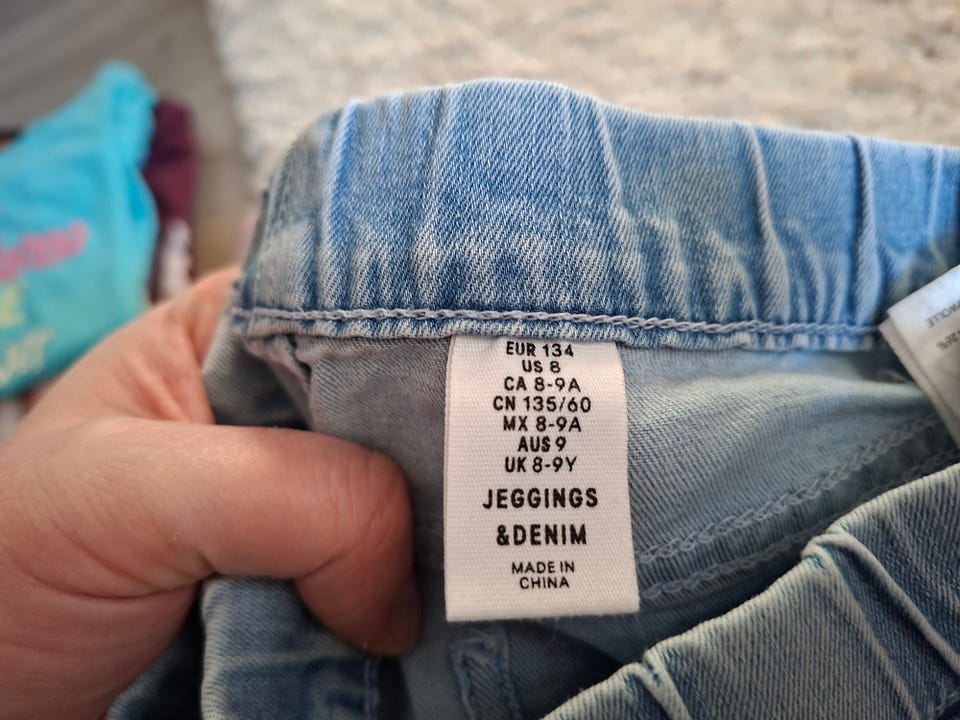 EUR 134
US 8
CA 8-9A
CN 135/60
MX 8-9A
AUS 9
UK 8-9Y
JEGGINGS
&DENIM
MADE IN
CHINA